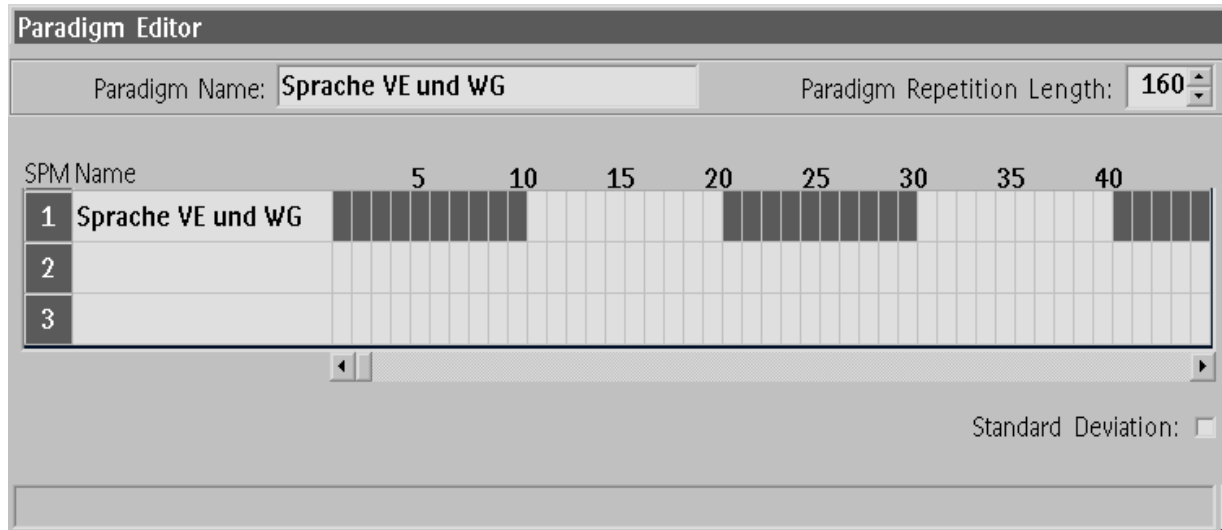 Paradigm Editor
Paradigm Name: Sprache VE und WG Paradigm Repetition Length: 160
SPM Name 5 10 15 20 25 30 35 40
1 Sprache VE und WG
2
3
Standard Deviation: